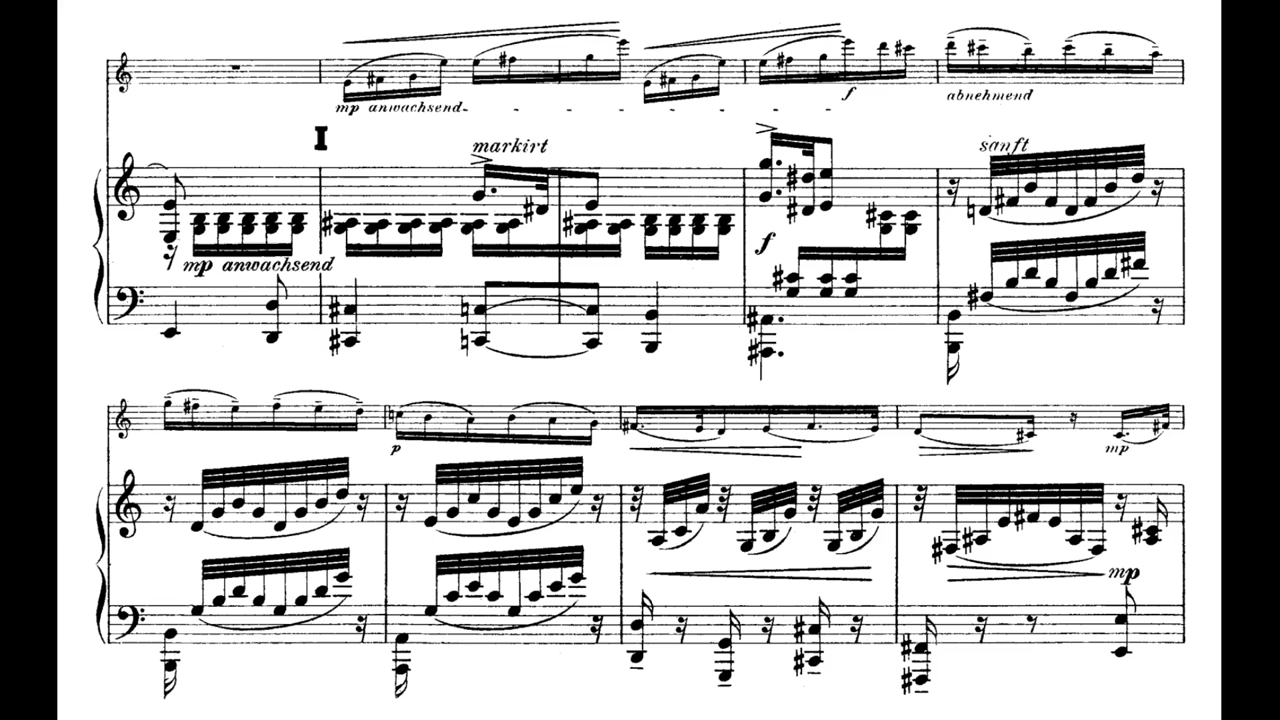 mp anwachsend
I
markirt
f
sanft
abnehmend
f
mp anwachsend
p
mp
mp